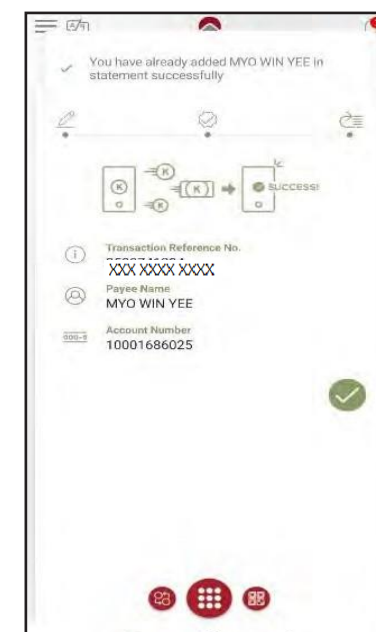 You have already added MYO WIN YEE in
statement successfully
SUCCESS!
Transaction Reference No.
XXX XXXX XXXX
Payee Name
MYO WIN YEE
Account Number
10001686025